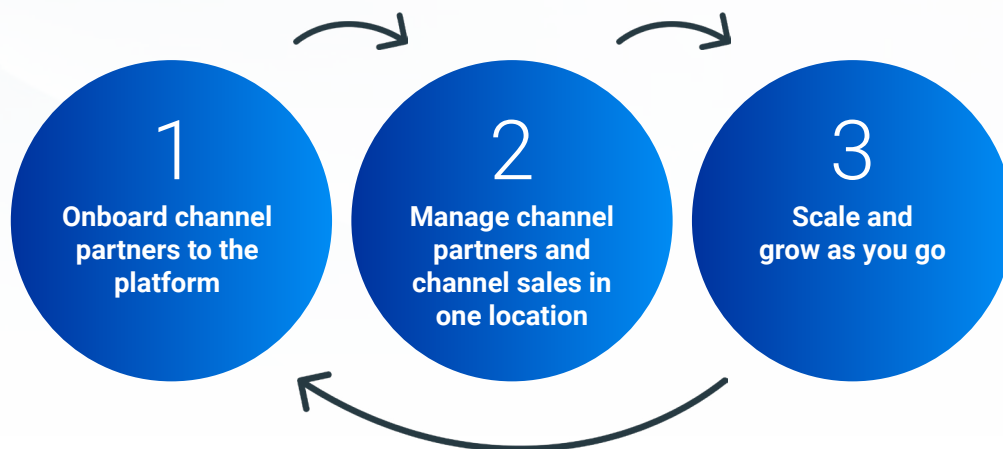 1
Onboard channel
partners to the
platform
2
Manage channel
partners and
channel sales in
one location
3
Scale and
grow as you go